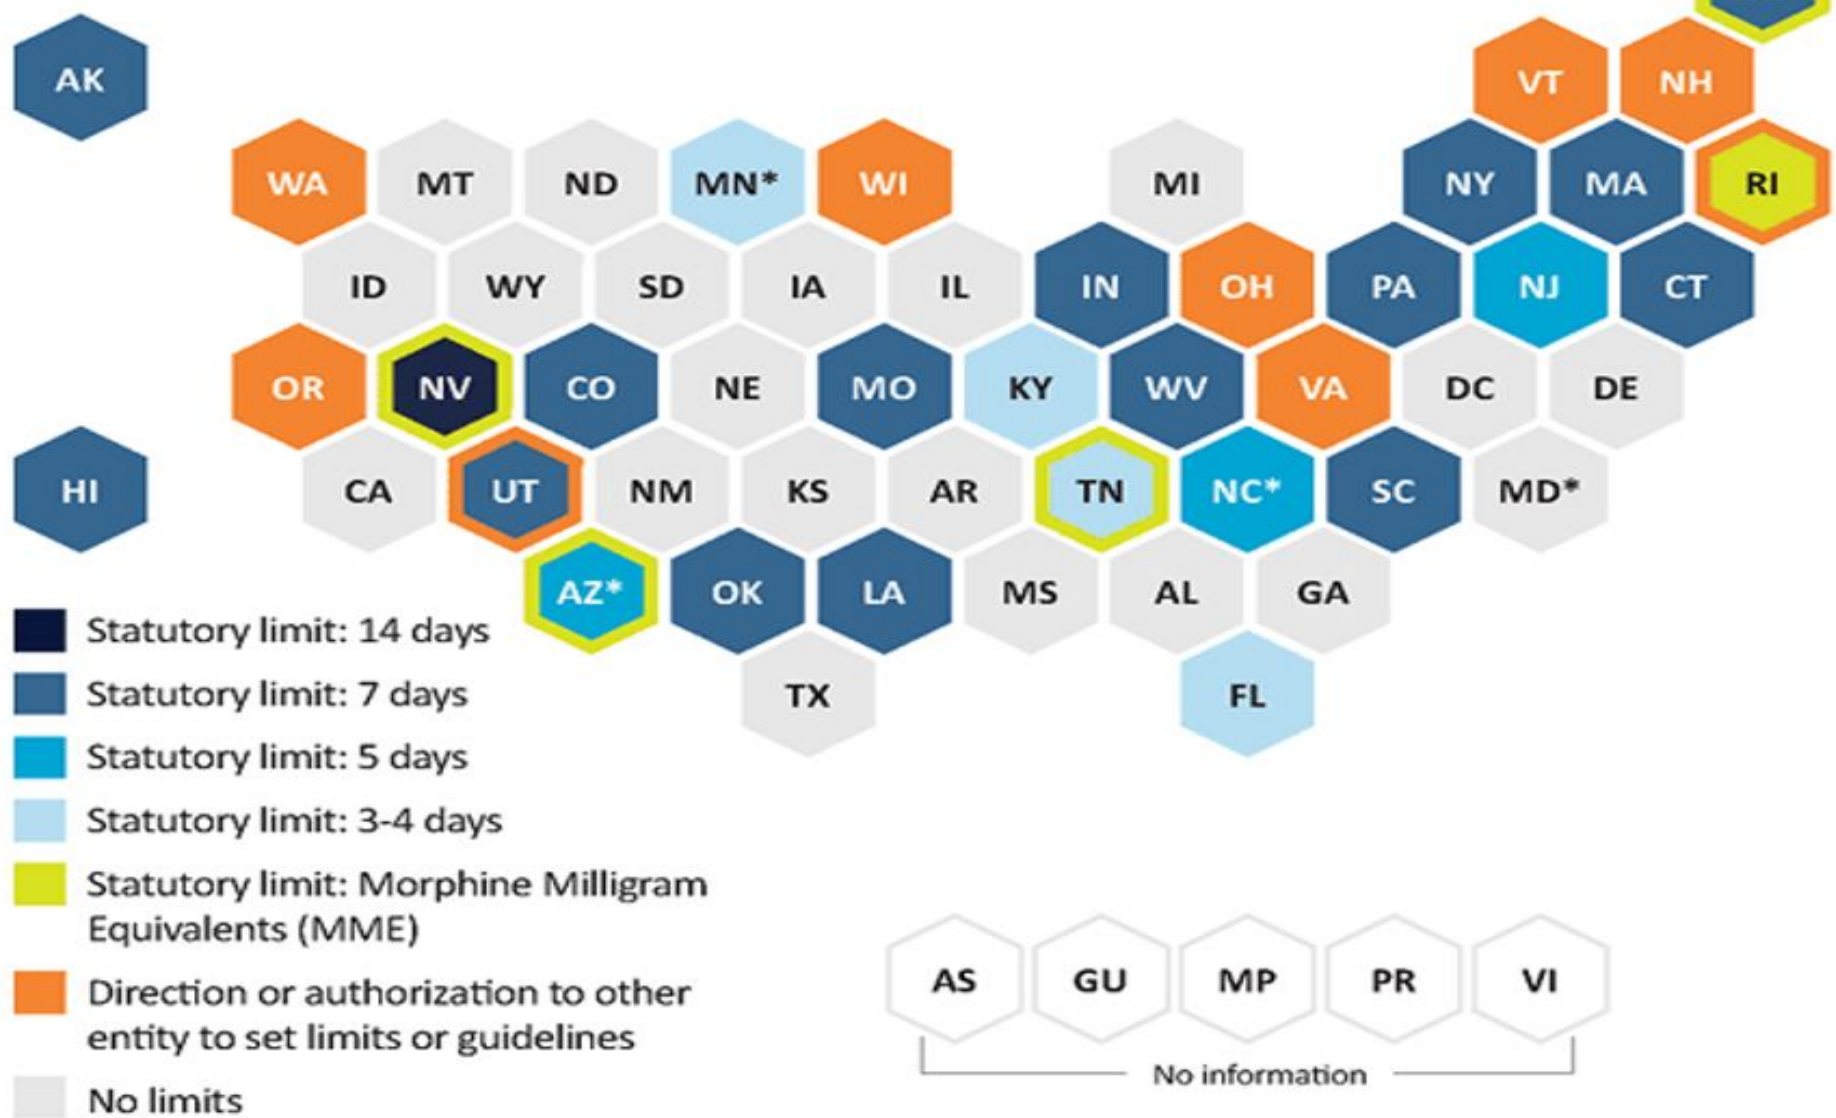 AK
VT NH
WA MT ND MN* WI MI NY MA RI
ID WY SD IA IL IN OH PA NJ CT
OR NV CO NE MO KY WV VA DC DE
HI CA UT NM KS AR TN NC* SC MD*
AZ* OK LA MS AL GA
TX FL
Statutory limit: 14 days
Statutory limit: 7 days
Statutory limit: 5 days
Statutory limit: 3-4 days
Statutory limit: Morphine Milligram
Equivalents (MME)
Direction or authorization to other
entity to set limits or guidelines
No limits
AS GU MP PR VI
No information